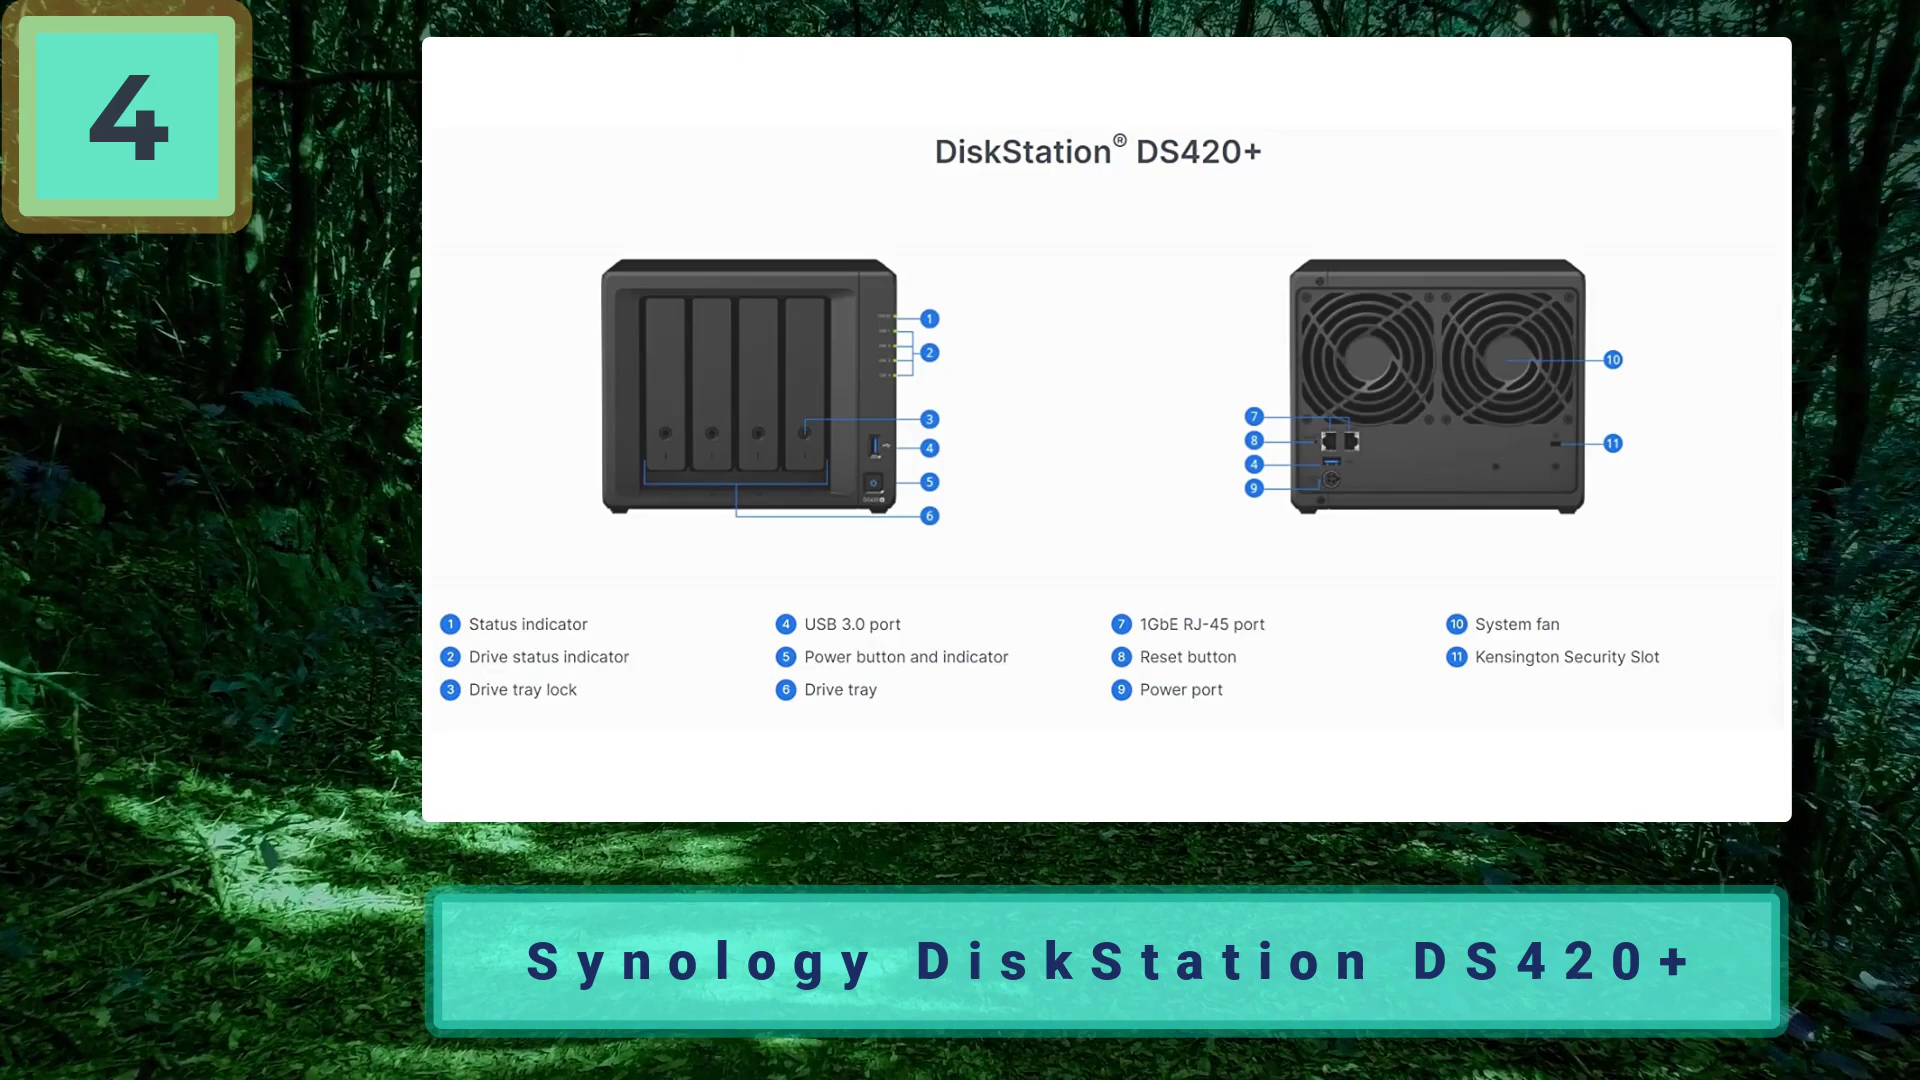 4
DiskStation® DS420+
1
2
3
4
5
6
7
8
4
9
10
11
1 Status indicator
2 Drive status indicator
3 Drive tray lock
4 USB 3.0 port
5 Power button and indicator
6 Drive tray
7 1GbE RJ-45 port
8 Reset button
9 Power port
10 System fan
11 Kensington Security Slot
Synology DiskStation DS420+